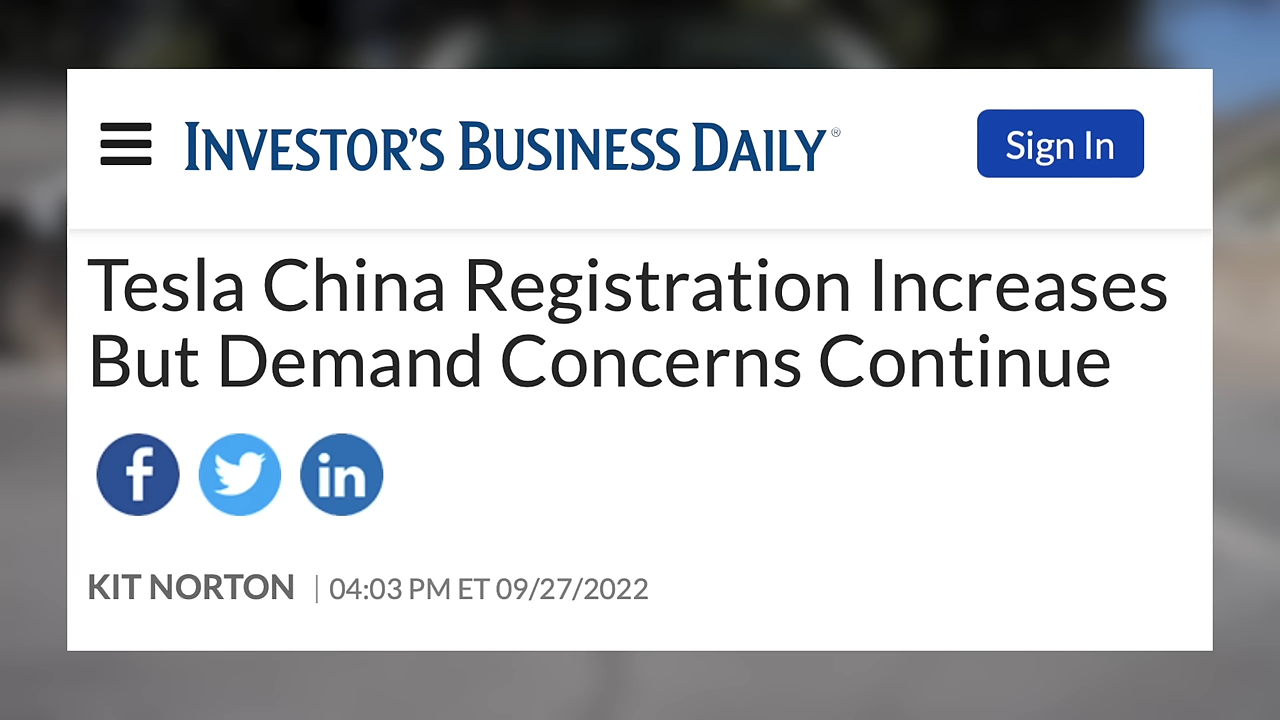 INVESTOR'S BUSINESS DAILY®
Sign In
Tesla China Registration Increases
But Demand Concerns Continue
f
in
KIT NORTON | 04:03 PM ET 09/27/2022